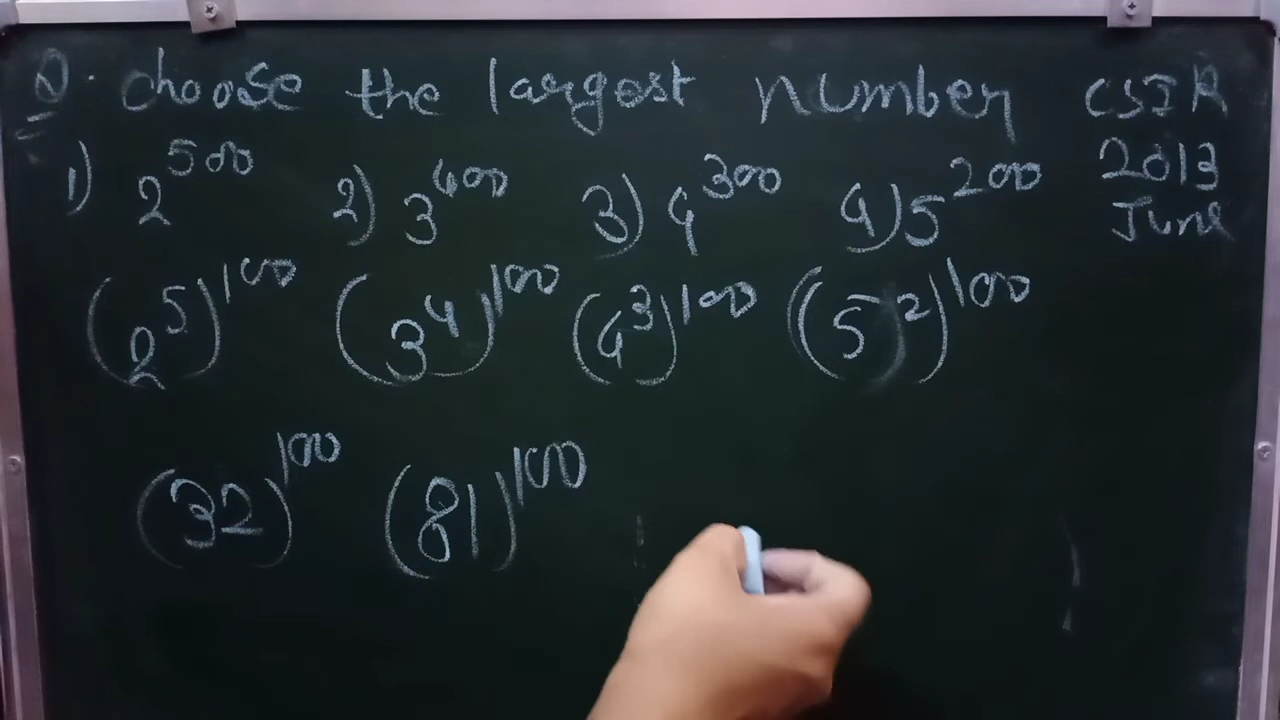 Q. choose the largest number CSIR
1) 2^500 2) 3^400 3) 4^300 4) 5^200 2013
June
(2^5)^100 (3^4)^100 (4^3)^100 (5^2)^100
(32)^100 (81)^100